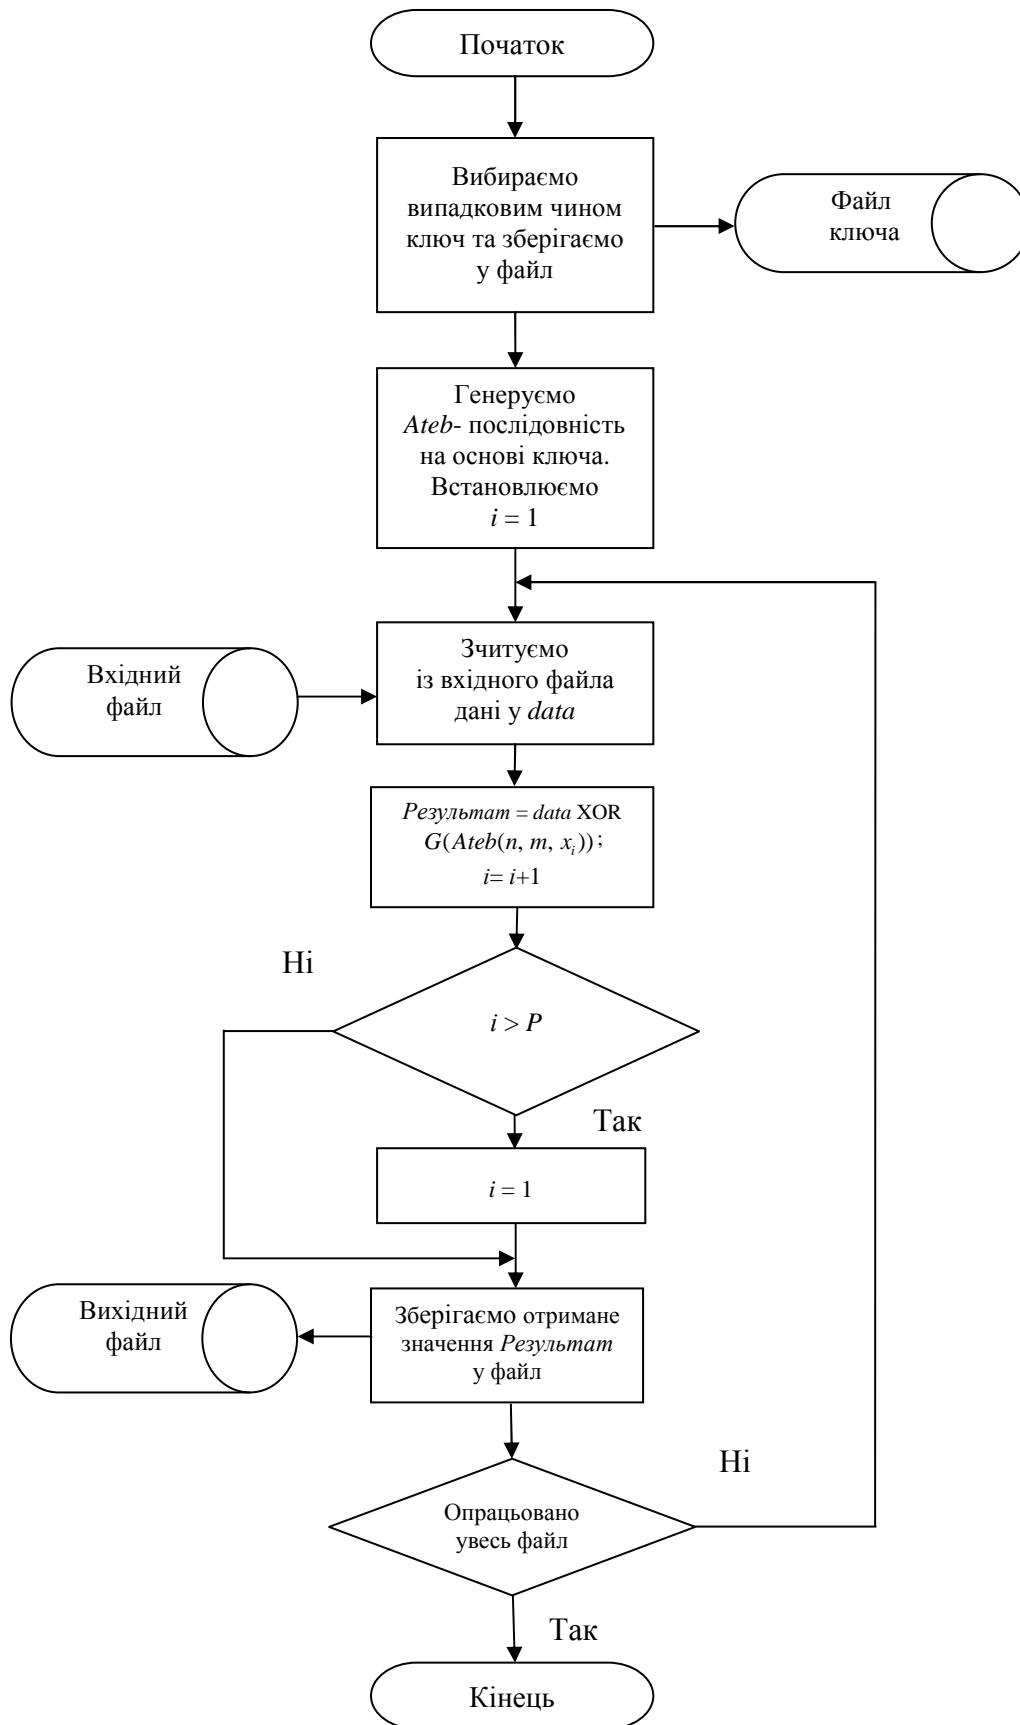 Початок
Вибираємо
випадковим чином
ключ та зберігаємо
у файл
Файл
ключа
Генеруємо
Ateb- послідовність
на основі ключа.
Встановлюємо
i = 1
Зчитуємо
із вхідного файла
дані у data
Вхідний
файл
Результат = data XOR
G(Ateb(n, m, xᵢ));
i= i+1
Ні
i > P
Так
i = 1
Вихідний
файл
Зберігаємо отримане
значення Результат
у файл
Ні
Опрацьовано
увесь файл
Так
Кінець